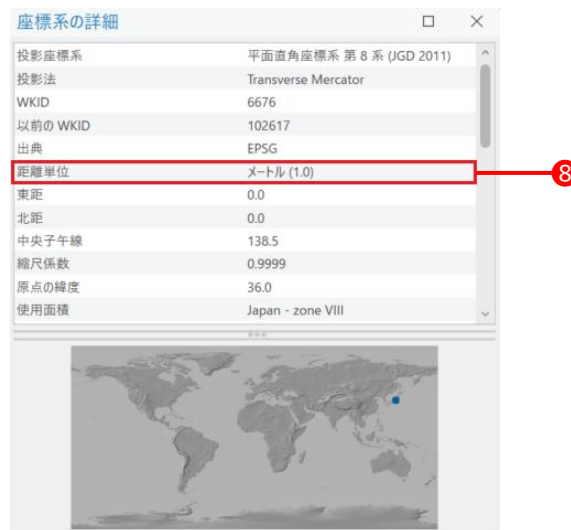 座標系の詳細
投影座標系 平面直角座標系 第 8 系 (JGD 2011)
投影法 Transverse Mercator
WKID 6676
以前の WKID 102617
出典 EPSG
距離単位 メートル (1.0) 8
東距 0.0
北距 0.0
中央子午線 138.5
縮尺係数 0.9999
原点の緯度 36.0
使用面積 Japan - zone VIII